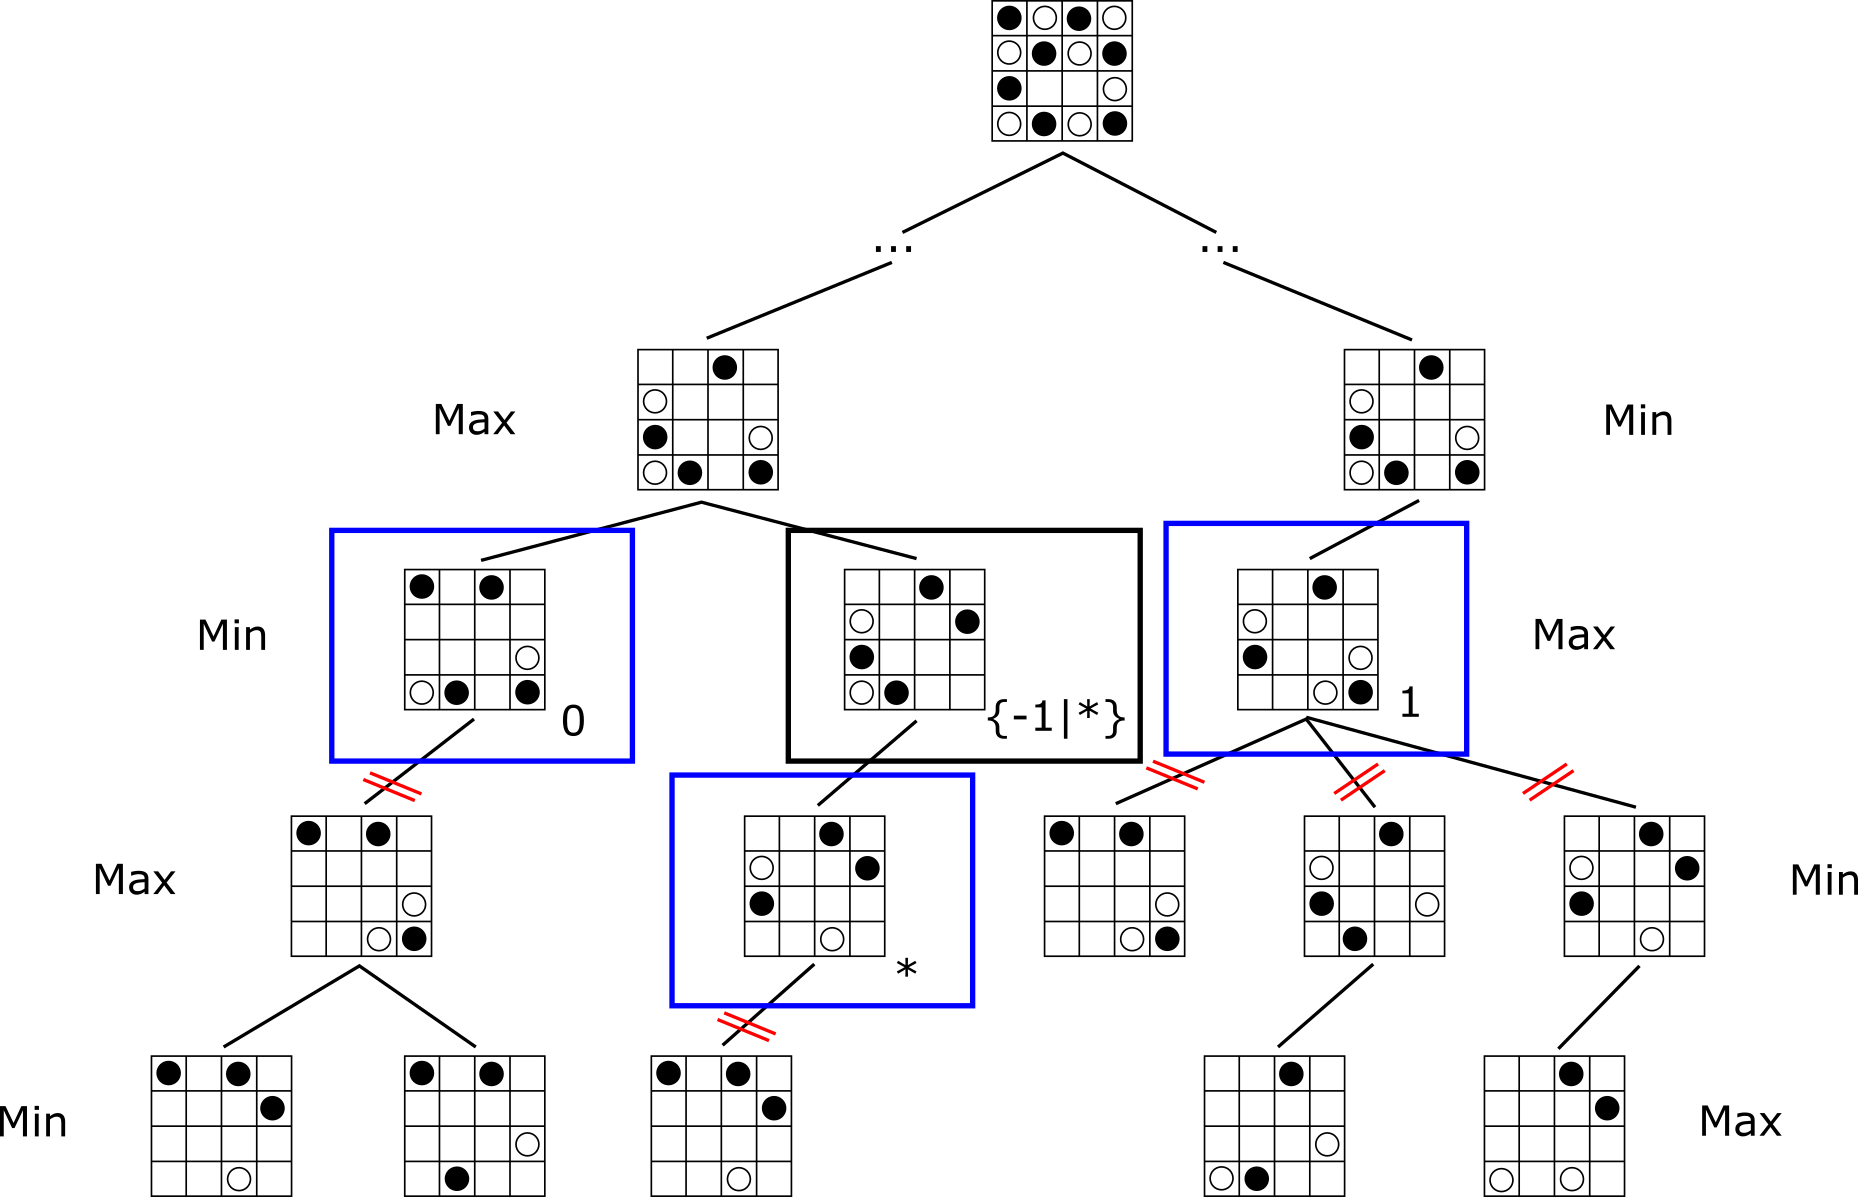 ... ...
Max Min
Min 0 {-1|*} 1 Max
Max * Min
Min Max